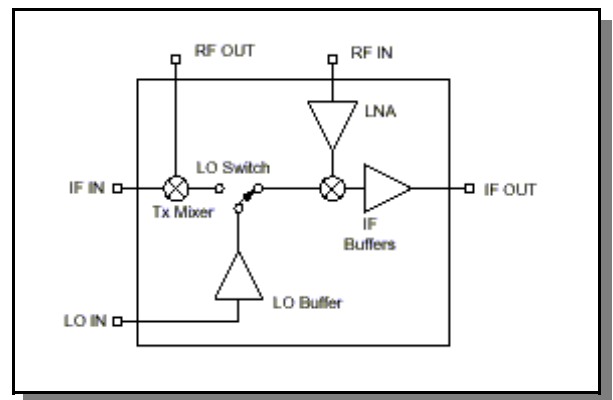 RF OUT
RF IN
LNA
LO Switch
IF IN
Tx Mixer
IF OUT
IF
Buffers
LO Buffer
LO IN